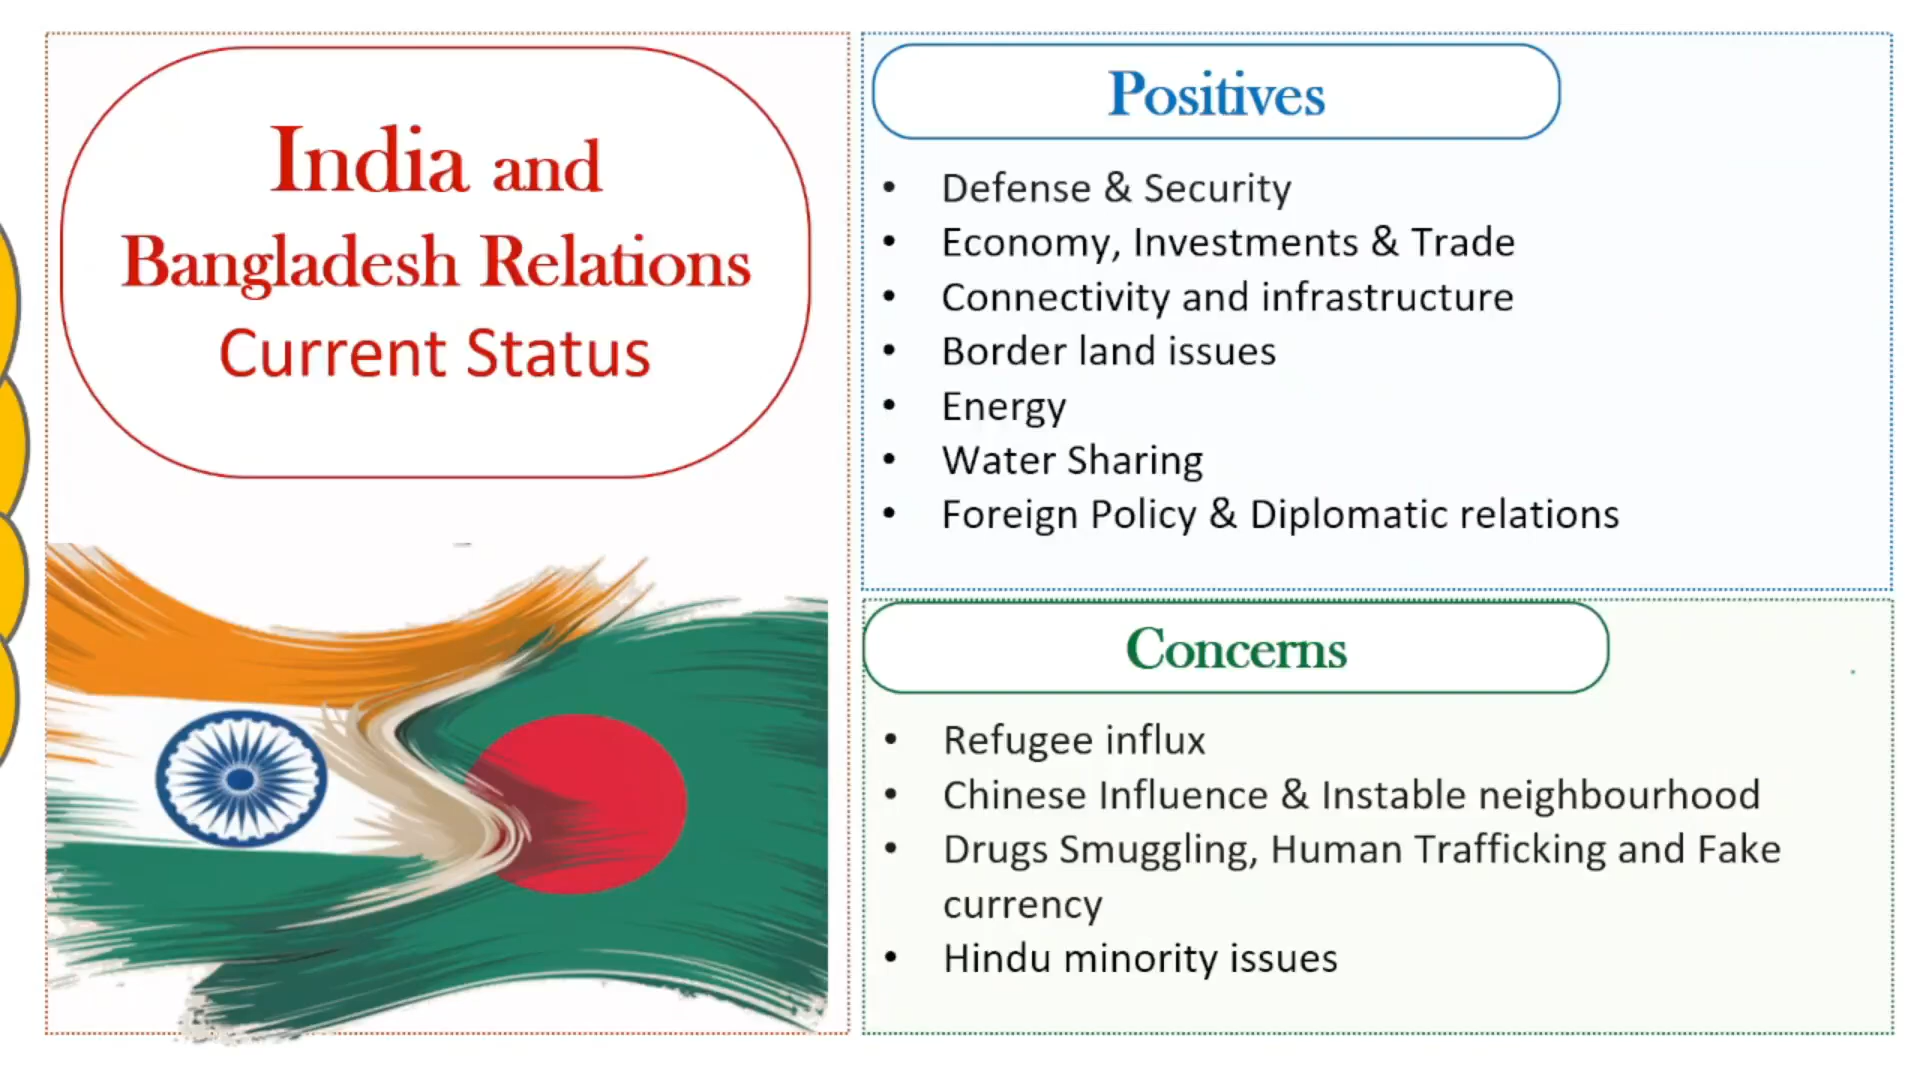 India and
Bangladesh Relations
Current Status
Positives
• Defense & Security
• Economy, Investments & Trade
• Connectivity and infrastructure
• Border land issues
• Energy
• Water Sharing
• Foreign Policy & Diplomatic relations
Concerns
• Refugee influx
• Chinese Influence & Instable neighbourhood
• Drugs Smuggling, Human Trafficking and Fake
currency
• Hindu minority issues